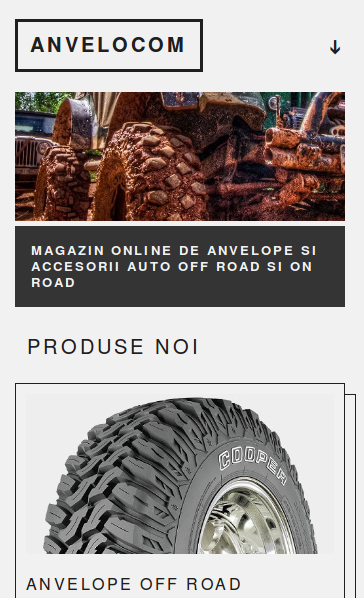 ANVELOCOM
↓
MAGAZIN ONLINE DE ANVELOPE SI
ACCESORII AUTO OFF ROAD SI ON
ROAD
PRODUSE NOI
COOPER
ANVELOPE OFF ROAD